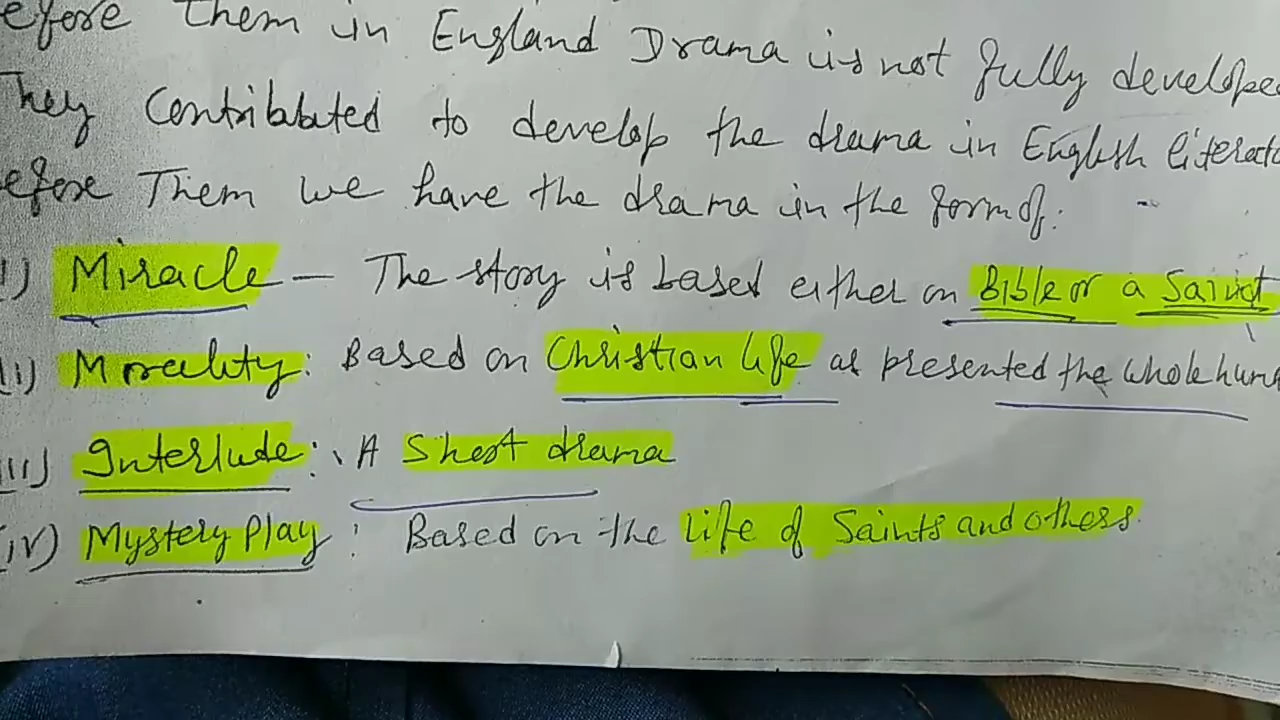 efore them in England Drama is not fully develope
They Contribbuted to develop the drama in English literatu
efore Them we have the drama in the form of:
i) Miracle — The story is based either on Bible or a Saint
(ii) Morality: Based on Christian life as presented the whole hum
(iii) Interlude: A Short drama
(iv) Mystery Play: Based on the life of Saints and others.